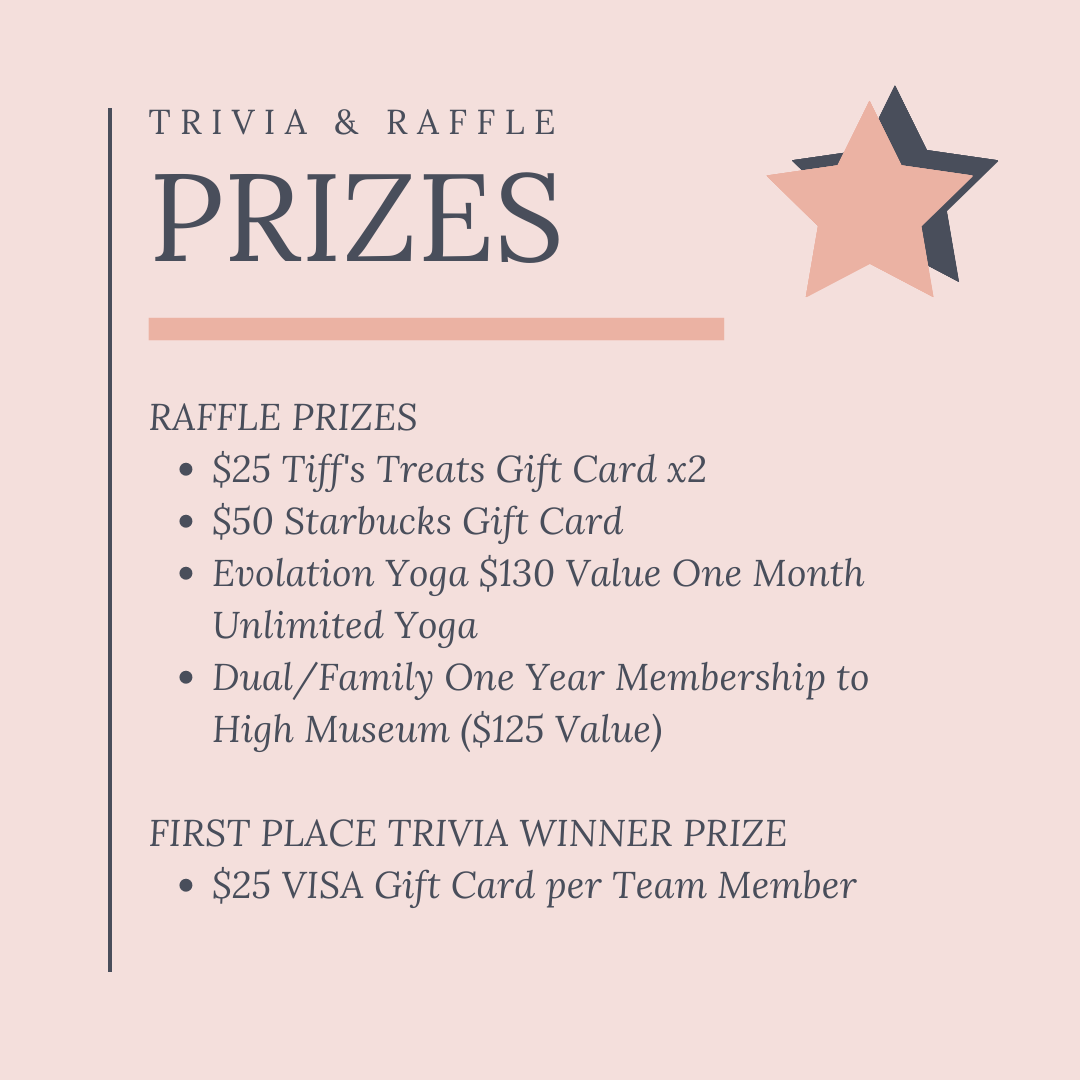 TRIVIA & RAFFLE
PRIZES
RAFFLE PRIZES
• $25 Tiff's Treats Gift Card x2
• $50 Starbucks Gift Card
• Evolation Yoga $130 Value One Month
Unlimited Yoga
• Dual/Family One Year Membership to
High Museum ($125 Value)
FIRST PLACE TRIVIA WINNER PRIZE
• $25 VISA Gift Card per Team Member